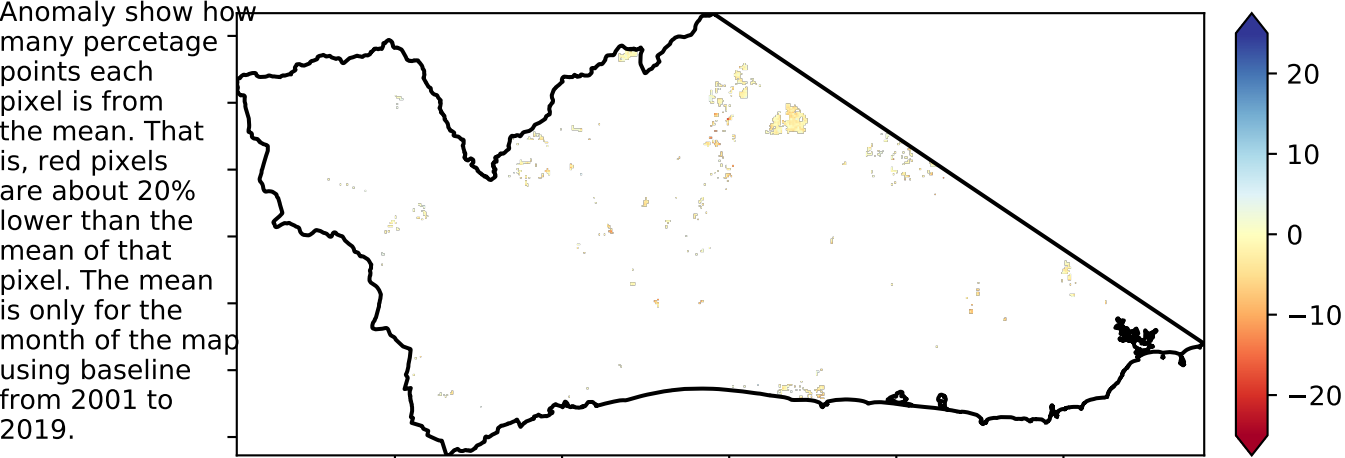 Anomaly show how
many percetage
points each
pixel is from
the mean. That
is, red pixels
are about 20%
lower than the
mean of that
pixel. The mean
is only for the
month of the map
using baseline
from 2001 to
2019.
20
10
0
−10
−20